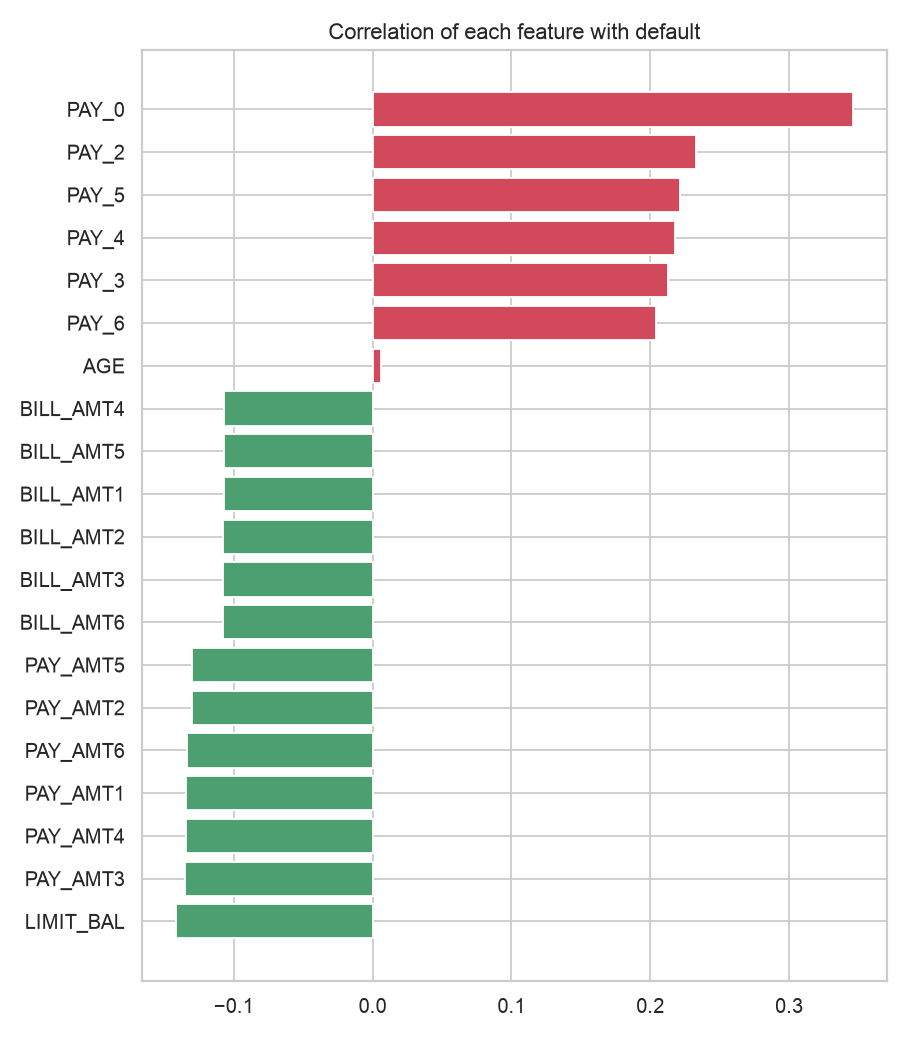 Correlation of each feature with default
PAY_0
PAY_2
PAY_5
PAY_4
PAY_3
PAY_6
AGE
BILL_AMT4
BILL_AMT5
BILL_AMT1
BILL_AMT2
BILL_AMT3
BILL_AMT6
PAY_AMT5
PAY_AMT2
PAY_AMT6
PAY_AMT1
PAY_AMT4
PAY_AMT3
LIMIT_BAL
−0.1 0.0 0.1 0.2 0.3